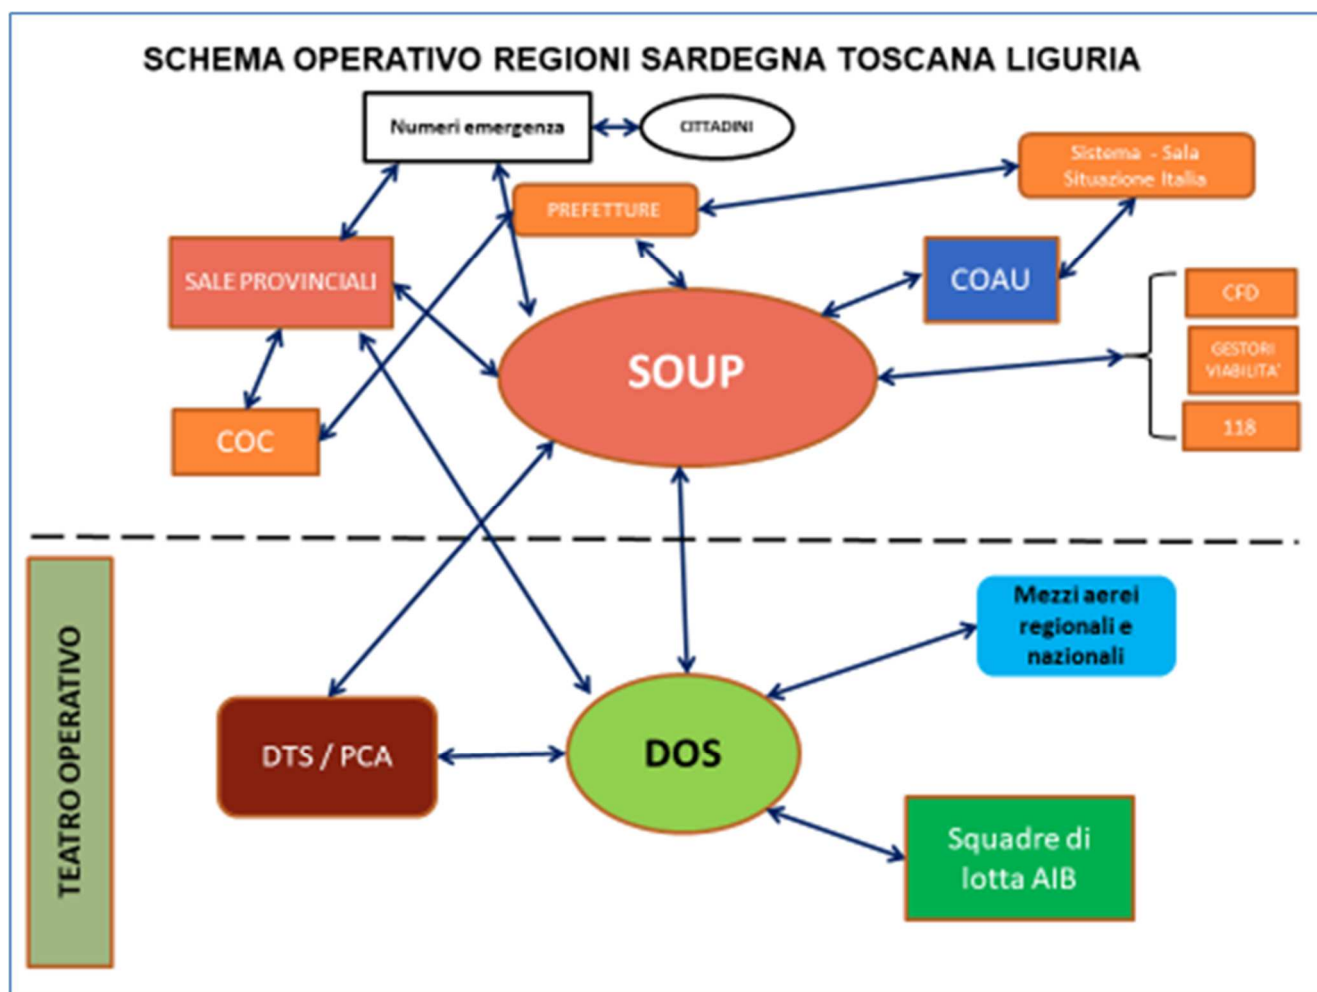 SCHEMA OPERATIVO REGIONI SARDEGNA TOSCANA LIGURIA
Numeri emergenza
CITTADINI
Sistema - Sala
Situazione Italia
PREFETTURE
SALE PROVINCIALI
COAU
CFD
GESTORI
VIABILITA'
118
SOUP
COC
TEATRO OPERATIVO
Mezzi aerei
regionali e
nazionali
DTS / PCA
DOS
Squadre di
lotta AIB